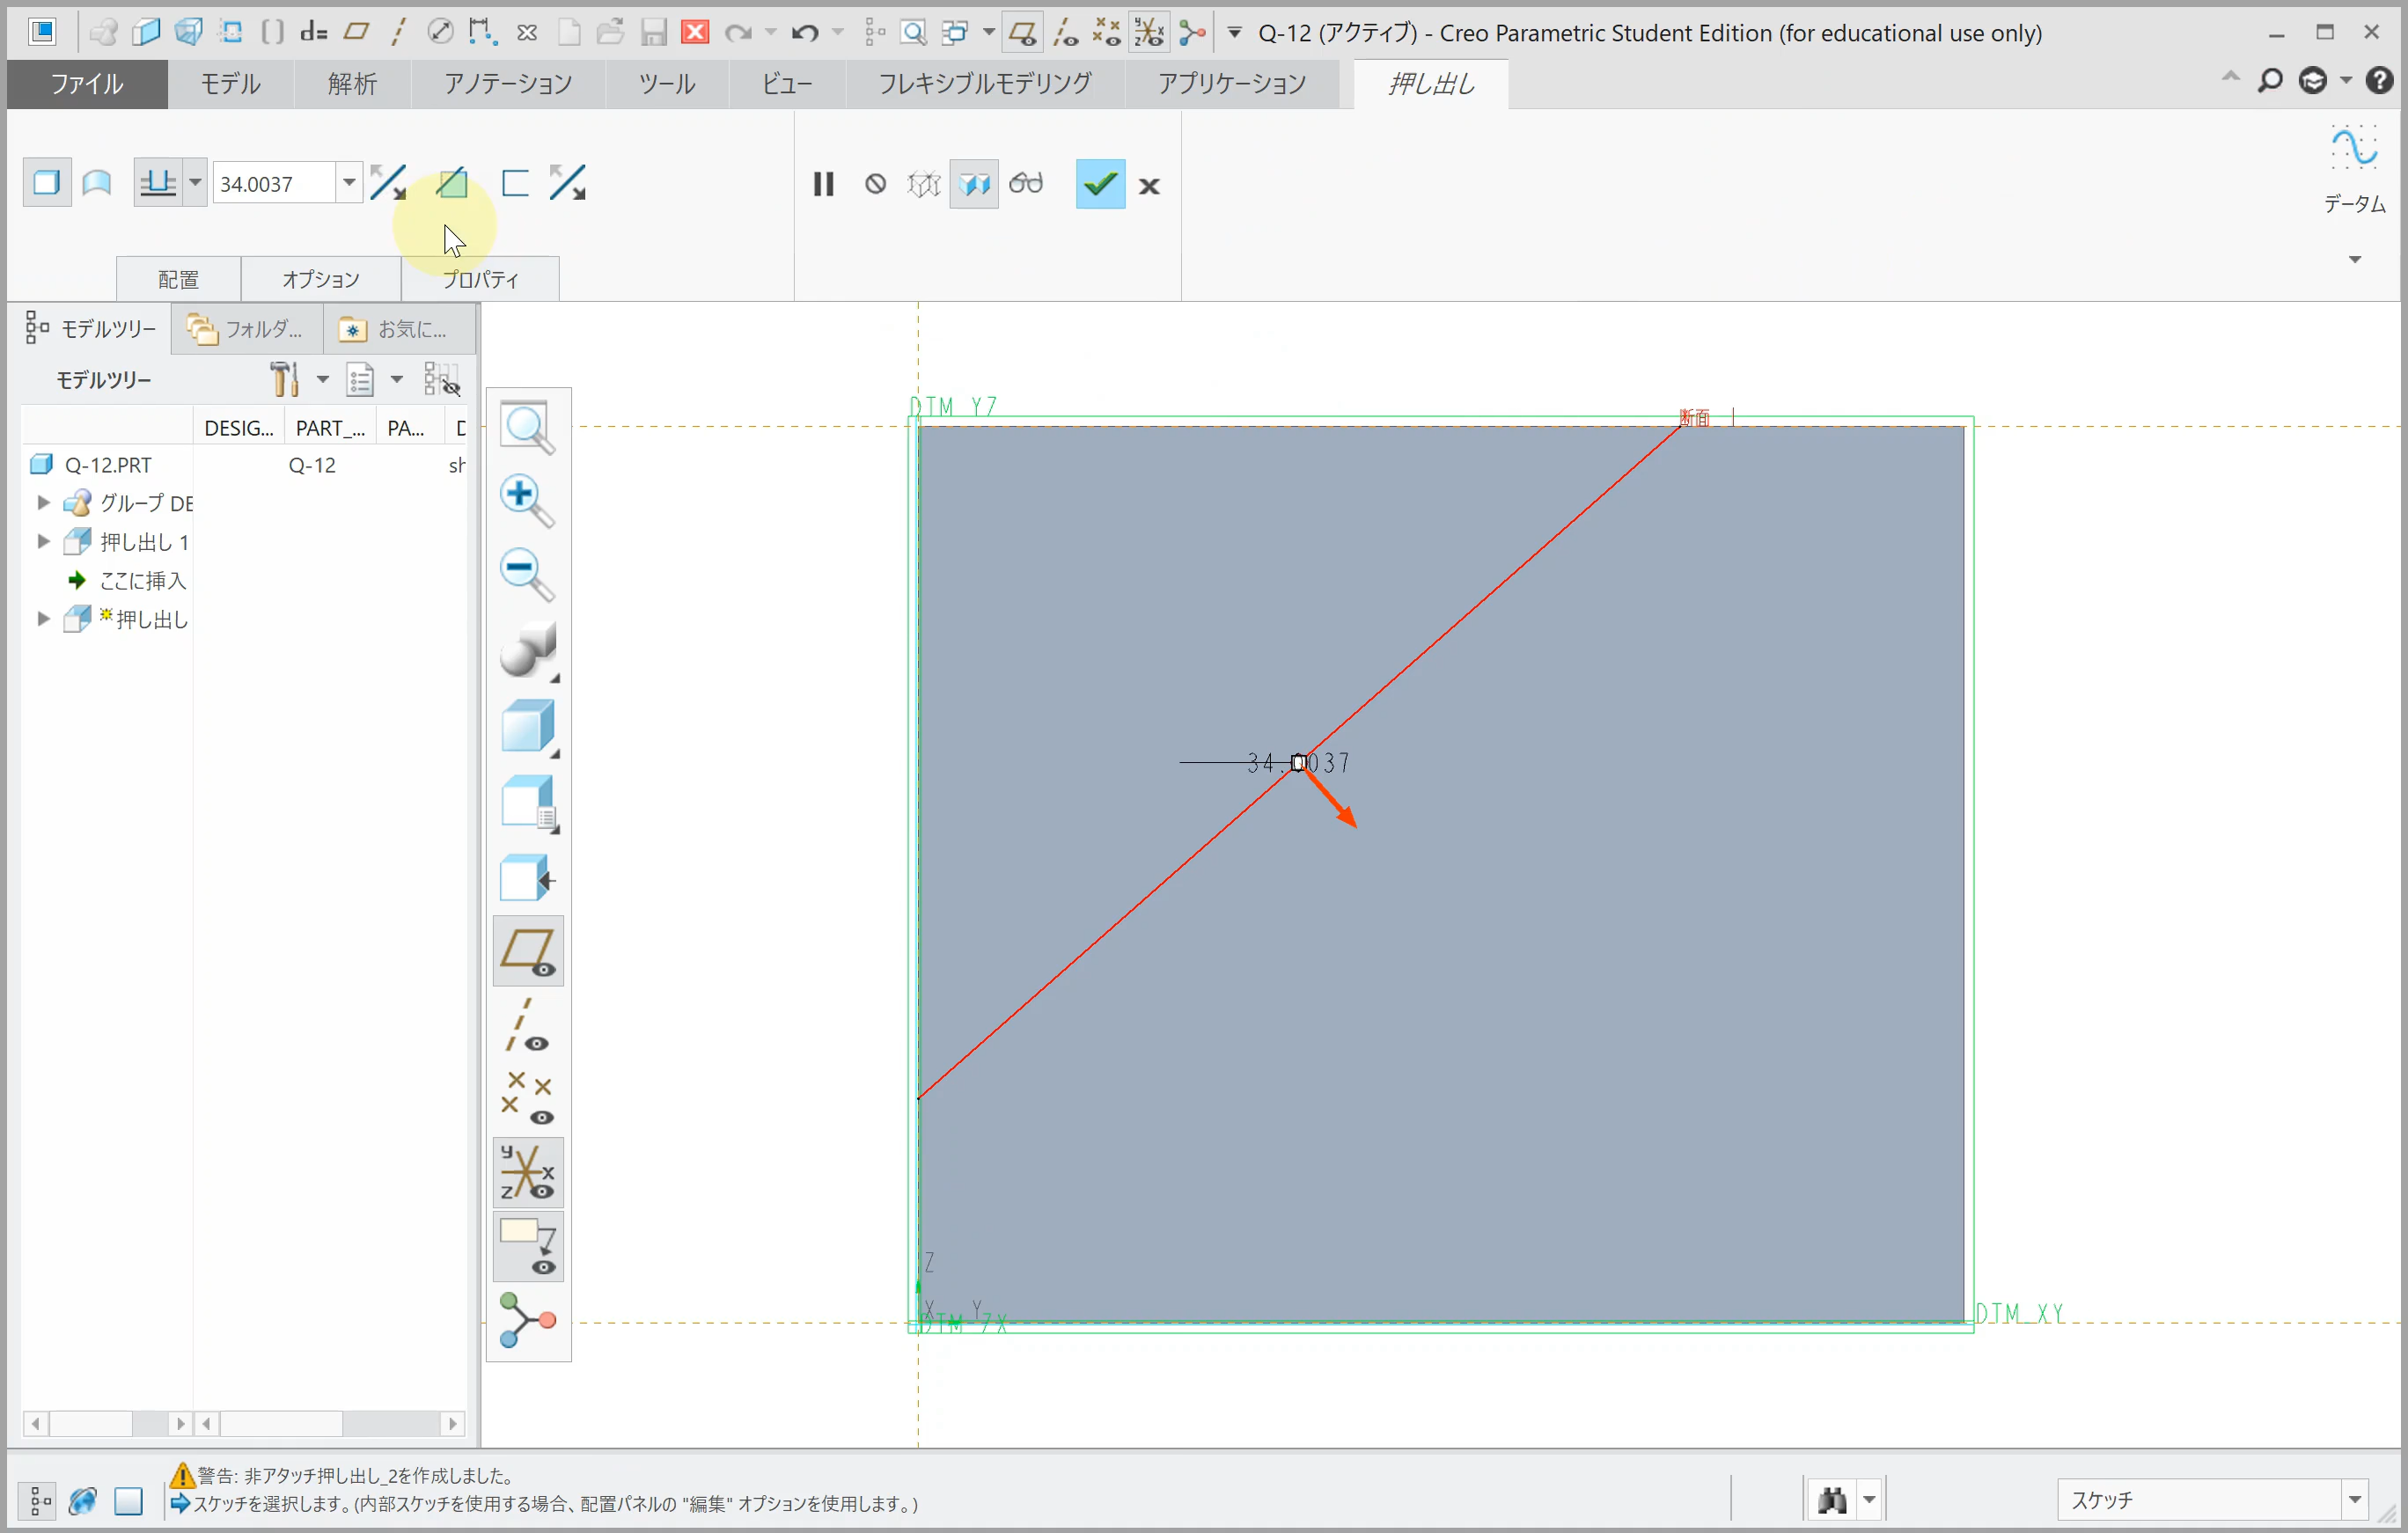 Q-12 (アクティブ) - Creo Parametric Student Edition (for educational use only)
ファイル モデル 解析 アノテーション ツール ビュー フレキシブルモデリング アプリケーション 押し出し
34.0037
データム
配置 オプション プロパティ
モデルツリー フォルダ... お気に...
モデルツリー
DESIG... PART_... PA...
Q-12.PRT Q-12 sh
グループ DE
押し出し 1
ここに挿入
押し出し
DTM_YZ
断面 1
34.0037
Z
X Y
DTM_ZX
DTM_XY
警告: 非アタッチ押し出し_2を作成しました。
スケッチを選択します。(内部スケッチを使用する場合、配置パネルの "編集" オプションを使用します。)
スケッチ